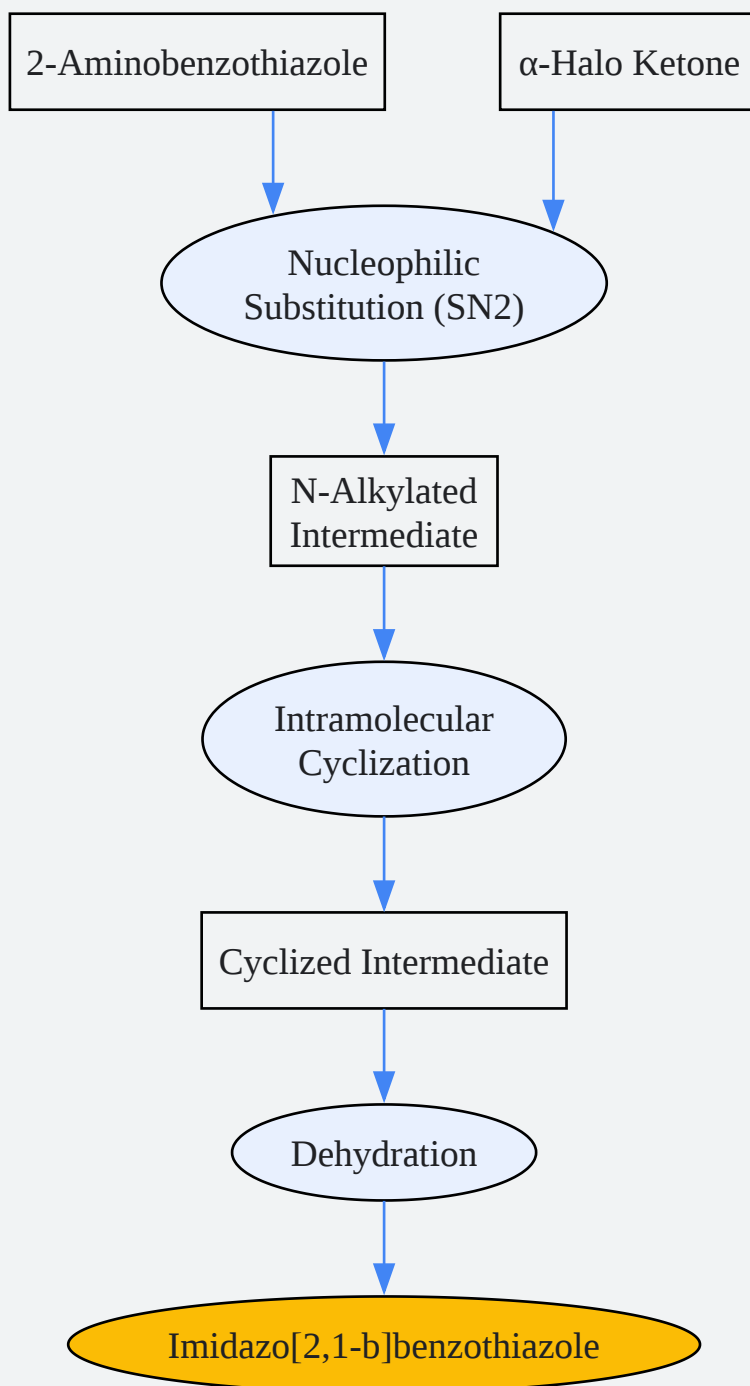 2-Aminobenzothiazole
α-Halo Ketone
Nucleophilic
Substitution (SN2)
N-Alkylated
Intermediate
Intramolecular
Cyclization
Cyclized Intermediate
Dehydration
Imidazo[2,1-b]benzothiazole